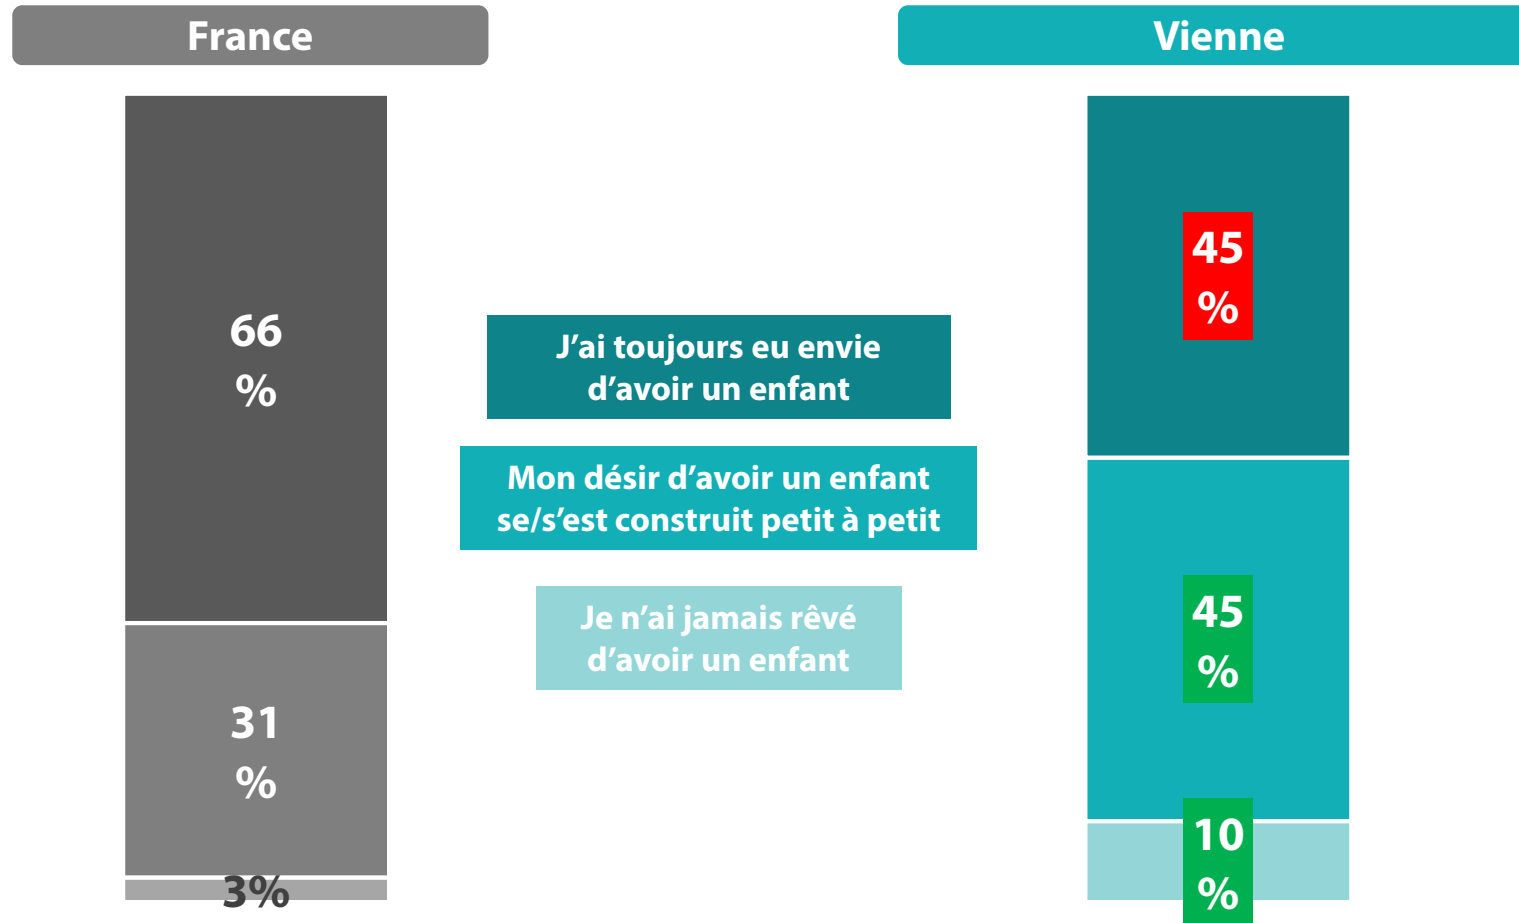 France
Vienne
66
%
31
%
3%
J’ai toujours eu envie
d’avoir un enfant
Mon désir d’avoir un enfant
se/s’est construit petit à petit
Je n’ai jamais rêvé
d’avoir un enfant
45
%
45
%
10
%